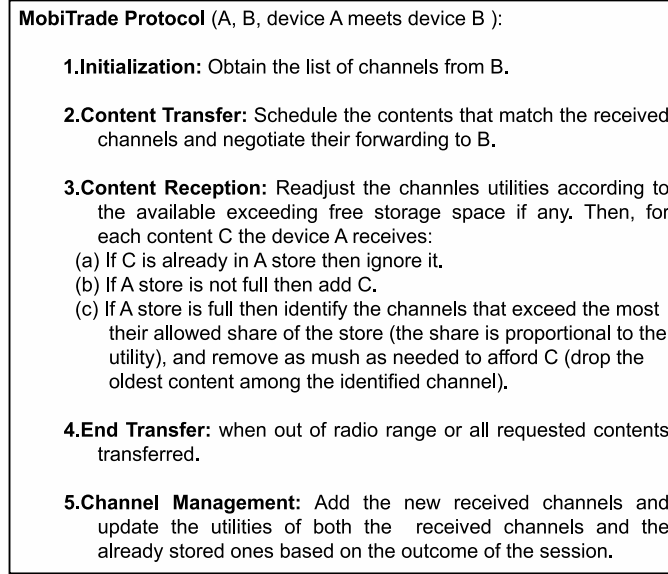 MobiTrade Protocol (A, B, device A meets device B ):
1.Initialization: Obtain the list of channels from B.
2.Content Transfer: Schedule the contents that match the received
channels and negotiate their forwarding to B.
3.Content Reception: Readjust the channles utilities according to
the available exceeding free storage space if any. Then, for
each content C the device A receives:
(a) If C is already in A store then ignore it.
(b) If A store is not full then add C.
(c) If A store is full then identify the channels that exceed the most
their allowed share of the store (the share is proportional to the
utility), and remove as mush as needed to afford C (drop the
oldest content among the identified channel).
4.End Transfer: when out of radio range or all requested contents
transferred.
5.Channel Management: Add the new received channels and
update the utilities of both the received channels and the
already stored ones based on the outcome of the session.